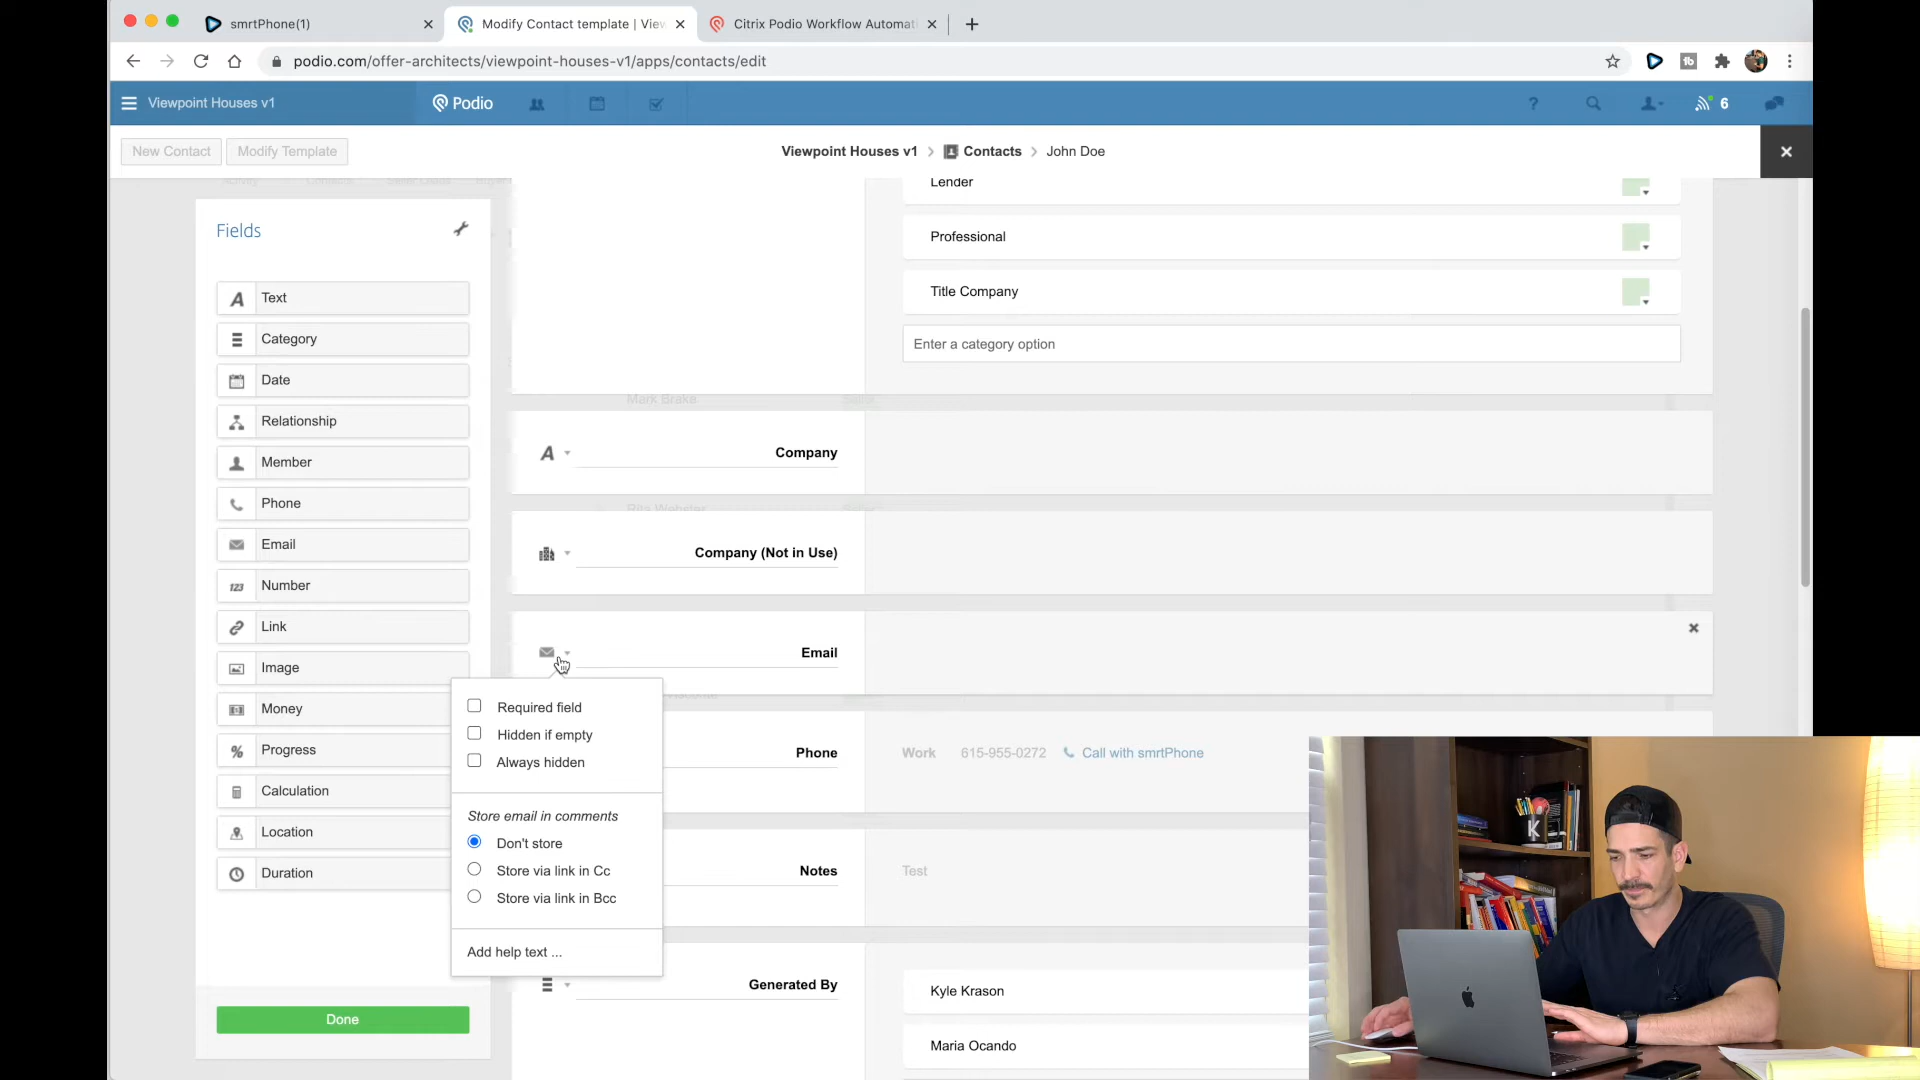 smrtPhone(1)
Modify Contact template | View
Citrix Podio Workflow Automati
podio.com/offer-architects/viewpoint-houses-v1/apps/contacts/edit
Viewpoint Houses v1
Podio
6
New Contact
Modify Template
Viewpoint Houses v1 > Contacts > John Doe
Fields
Text
Category
Date
Relationship
Member
Phone
Email
Number
Link
Image
Money
Progress
Calculation
Location
Duration
Done
Lender
Professional
Title Company
Enter a category option
Mark Brake
Company
Rita Webster
Company (Not in Use)
Email
Required field
Hidden if empty
Always hidden
Store email in comments
Don't store
Store via link in Cc
Store via link in Bcc
Add help text ...
Phone
Work 615-955-0272 Call with smrtPhone
Notes
Test
Generated By
Kyle Krason
Maria Ocando
K